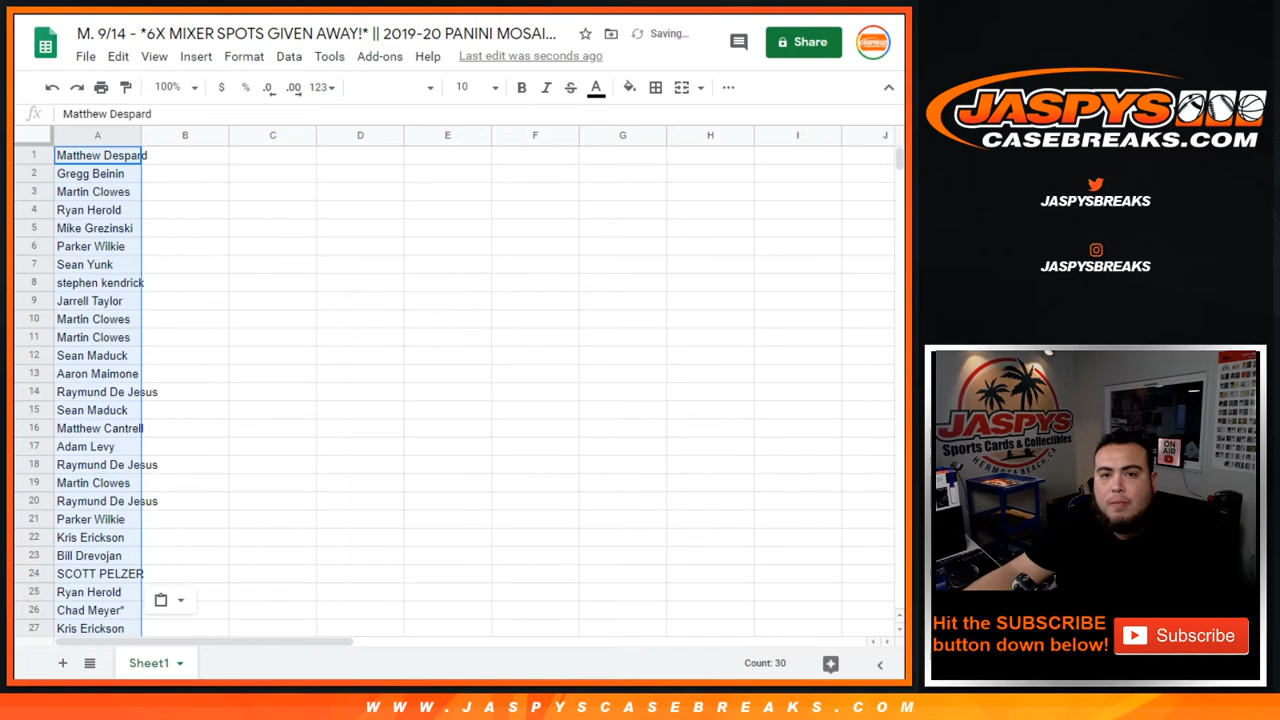 M. 9/14 - *6X MIXER SPOTS GIVEN AWAY!* || 2019-20 PANINI MOSAI...
Saving...
Share
File Edit View Insert Format Data Tools Add-ons Help Last edit was seconds ago
100% $ % .0 .00 123 10 B I S A
fx Matthew Despard
A B C D E F G H I J
1 Matthew Despard
2 Gregg Beinin
3 Martin Clowes
4 Ryan Herold
5 Mike Grezinski
6 Parker Wilkie
7 Sean Yunk
8 stephen kendrick
9 Jarrell Taylor
10 Martin Clowes
11 Martin Clowes
12 Sean Maduck
13 Aaron Maimone
14 Raymund De Jesus
15 Sean Maduck
16 Matthew Cantrell
17 Adam Levy
18 Raymund De Jesus
19 Martin Clowes
20 Raymund De Jesus
21 Parker Wilkie
22 Kris Erickson
23 Bill Drevojan
24 SCOTT PELZER
25 Ryan Herold
26 Chad Meyer*
27 Kris Erickson
Sheet1
Count: 30
JASPYS
CASEBREAKS.COM
JASPYSBREAKS
JASPYSBREAKS
JASPYS
Sports Cards & Collectibles
HERMOSA BEACH, CA
ON
AIR
Hit the SUBSCRIBE
button down below!
Subscribe
WWW.JASPYSCASEBREAKS.COM